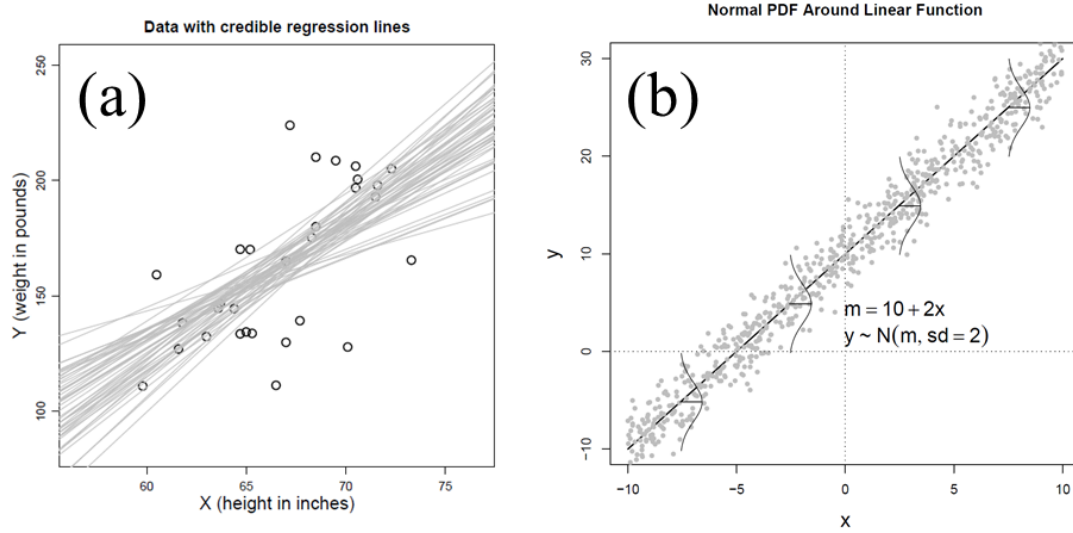 Data with credible regression lines
(a)
Y (weight in pounds)
250
200
150
100
60 65 70 75
X (height in inches)
Normal PDF Around Linear Function
(b)
y
30
20
10
0
−10
m = 10 + 2x
y ~ N(m, sd = 2)
−10 −5 0 5 10
x